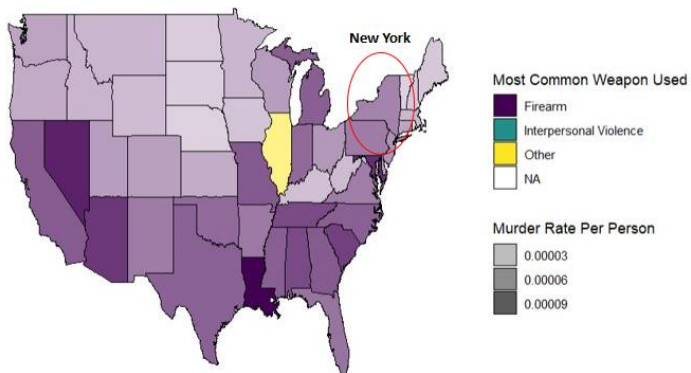 New York
Most Common Weapon Used
Firearm
Interpersonal Violence
Other
NA
Murder Rate Per Person
0.00003
0.00006
0.00009